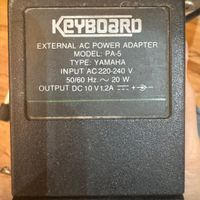 KEYBOARD
EXTERNAL AC POWER ADAPTER
MODEL: PA-5
TYPE: YAMAHA
INPUT AC 220-240 V
50/60 Hz. ～ 20 W
OUTPUT DC 10 V 1,2A ⎓ +